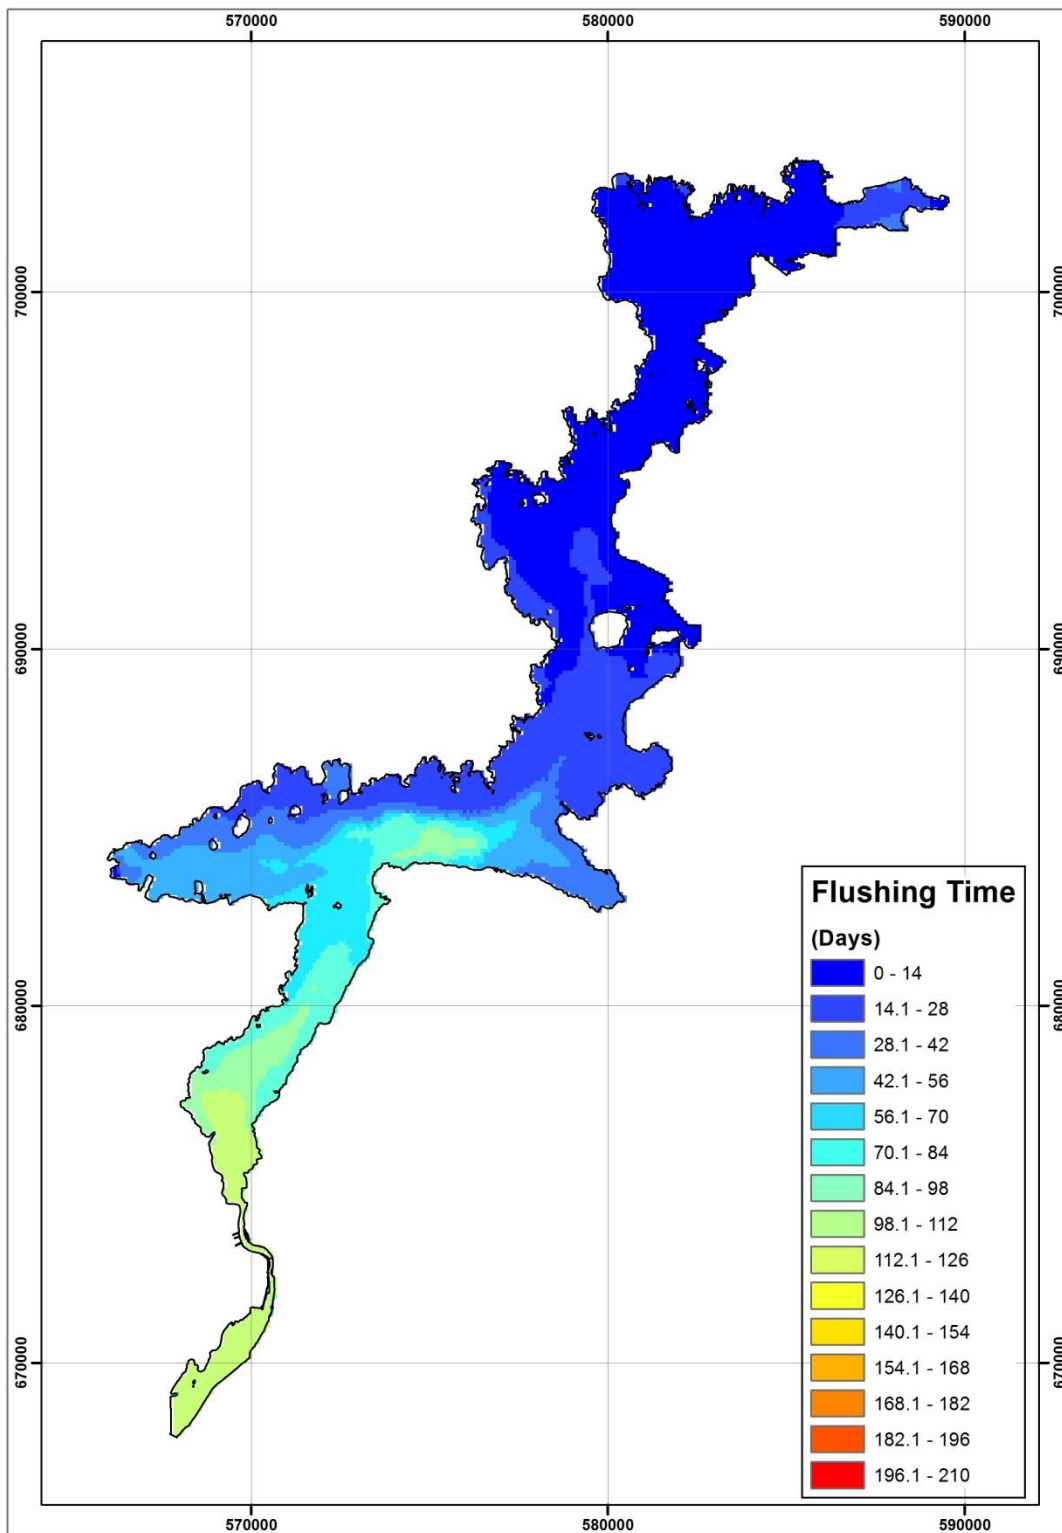 570000 580000 590000
700000 700000
690000 690000
680000 680000
670000 670000
Flushing Time
(Days)
0 - 14
14.1 - 28
28.1 - 42
42.1 - 56
56.1 - 70
70.1 - 84
84.1 - 98
98.1 - 112
112.1 - 126
126.1 - 140
140.1 - 154
154.1 - 168
168.1 - 182
182.1 - 196
196.1 - 210
570000 580000 590000